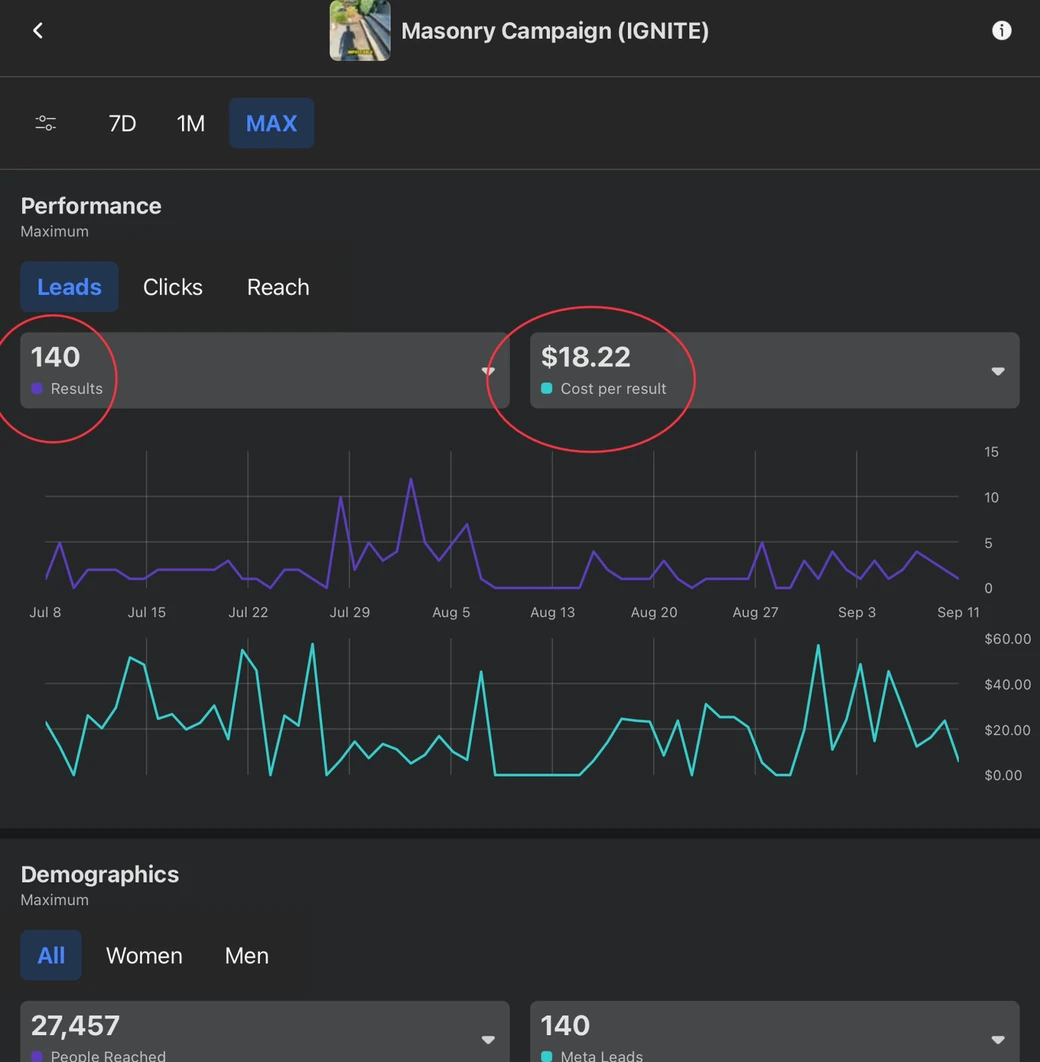 Masonry Campaign (IGNITE)
7D 1M MAX
Performance
Maximum
Leads Clicks Reach
140 $18.22
Results Cost per result
15
10
5
0
Jul 8 Jul 15 Jul 22 Jul 29 Aug 5 Aug 13 Aug 20 Aug 27 Sep 3 Sep 11
$60.00
$40.00
$20.00
$0.00
Demographics
Maximum
All Women Men
27,457 140
People Reached Meta Leads